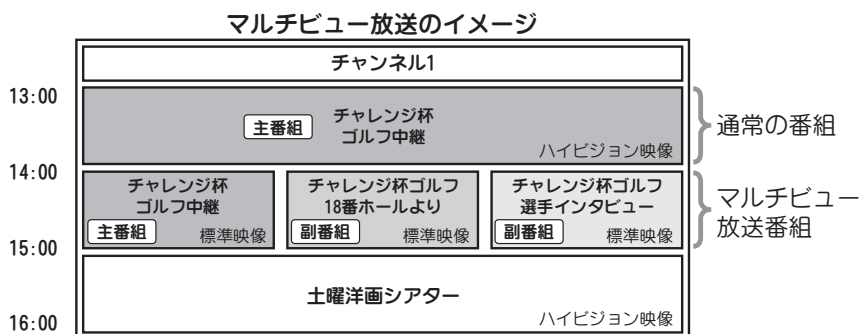 マルチビュー放送のイメージ
チャンネル1
13:00
主番組
チャレンジ杯
ゴルフ中継
ハイビジョン映像
通常の番組
14:00
チャレンジ杯
ゴルフ中継
主番組
標準映像
チャレンジ杯ゴルフ
18番ホールより
副番組
標準映像
チャレンジ杯ゴルフ
選手インタビュー
副番組
標準映像
マルチビュー
放送番組
15:00
土曜洋画シアター
ハイビジョン映像
16:00